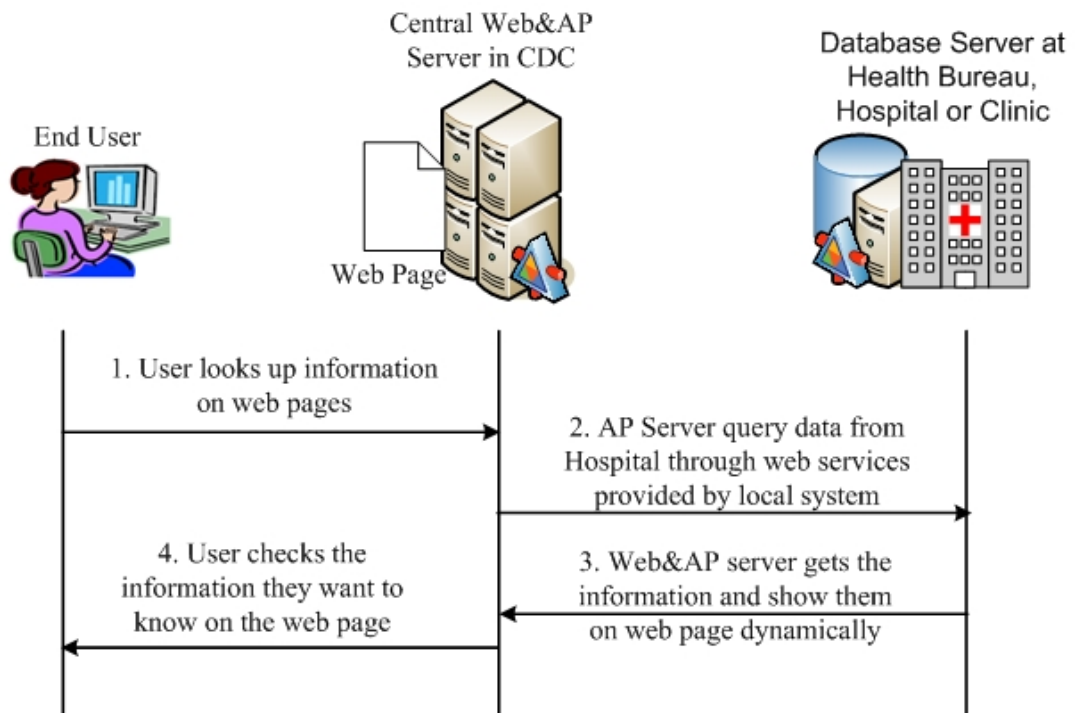 Central Web&AP
Server in CDC
Database Server at
Health Bureau,
Hospital or Clinic
End User
Web Page
1. User looks up information
on web pages
2. AP Server query data from
Hospital through web services
provided by local system
3. Web&AP server gets the
information and show them
on web page dynamically
4. User checks the
information they want to
know on the web page